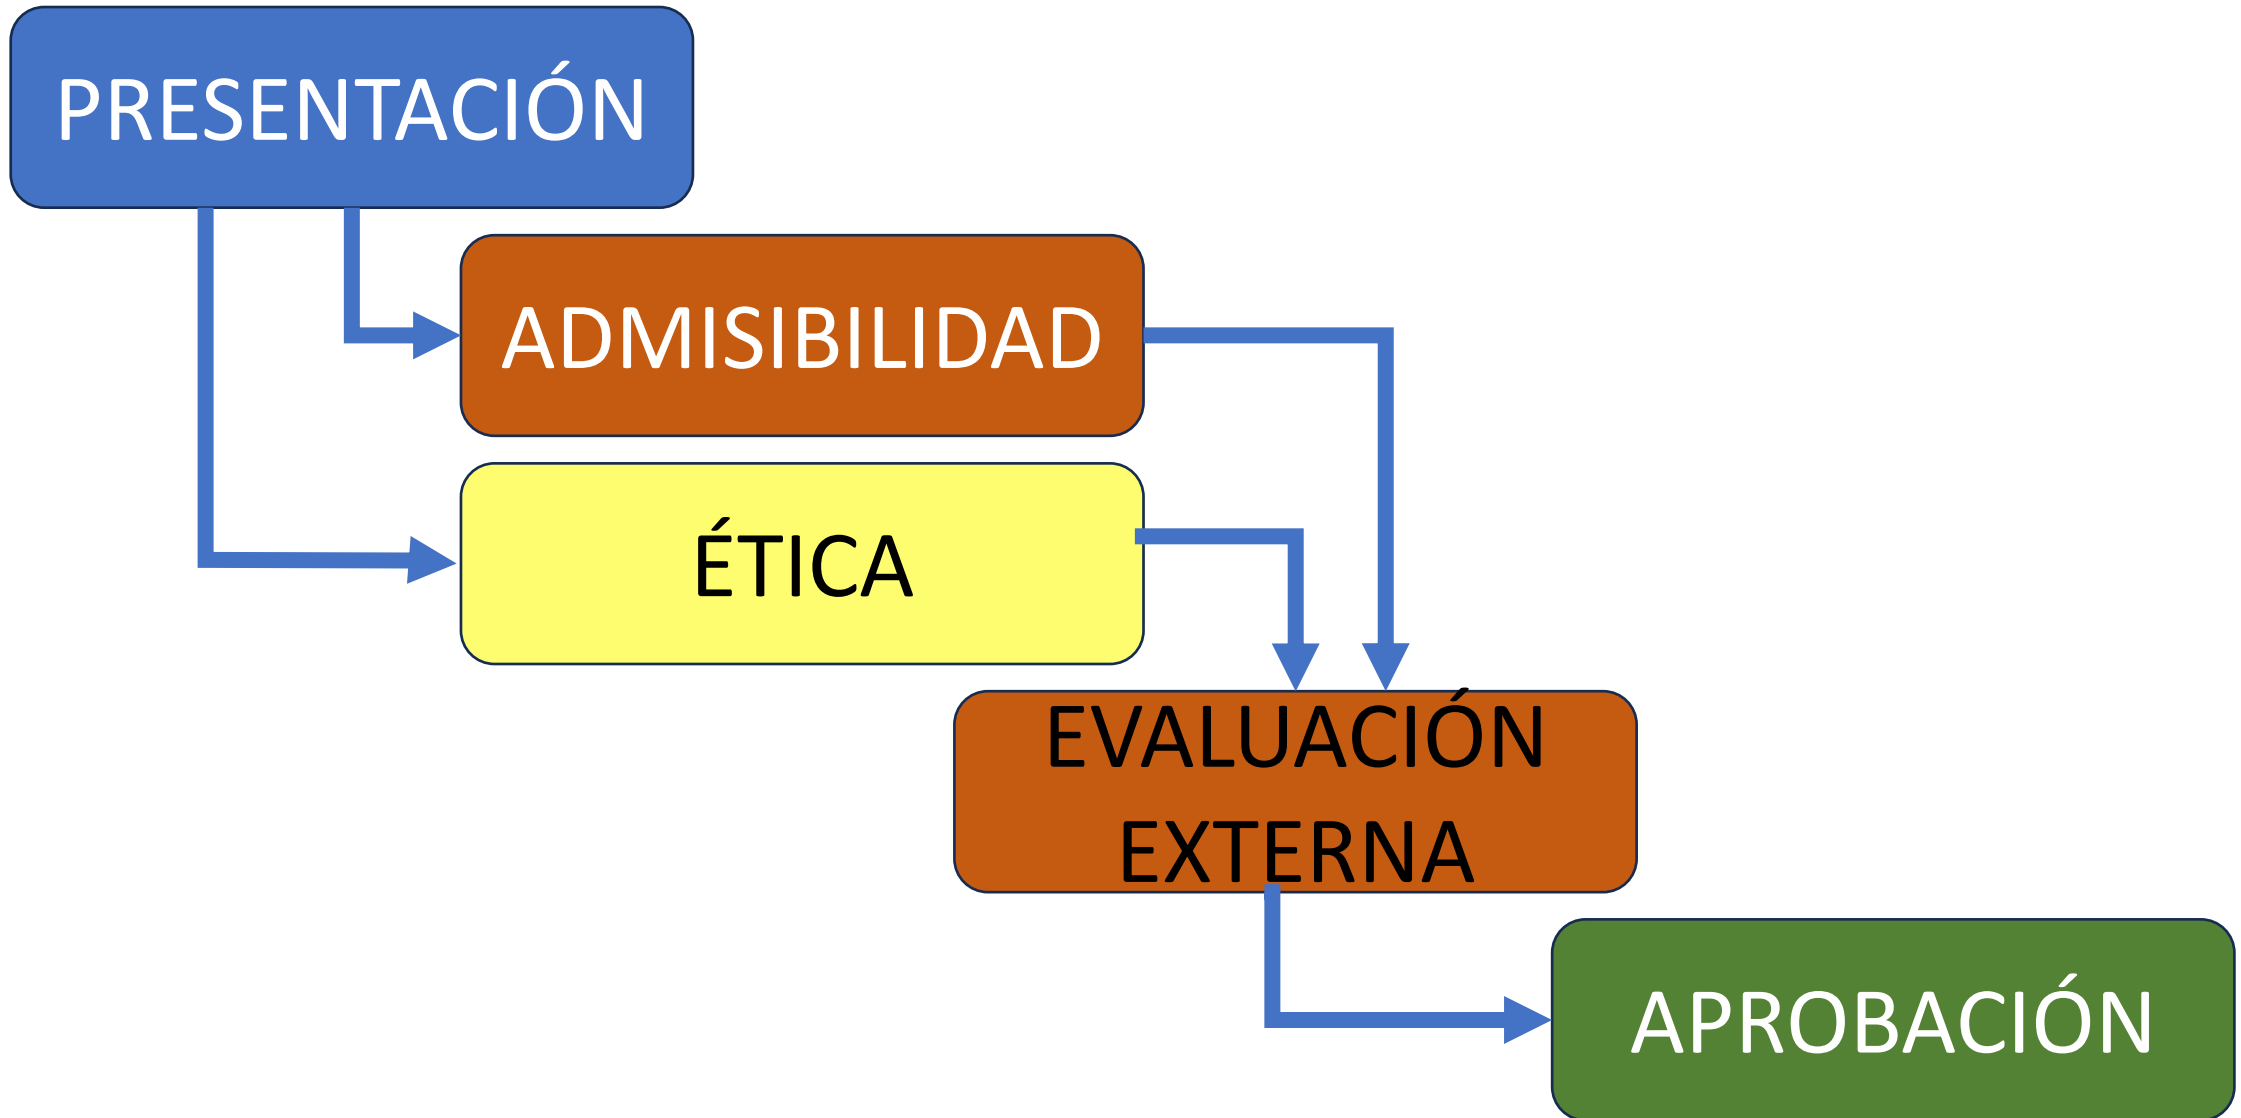 PRESENTACIÓN
ADMISIBILIDAD
ÉTICA
EVALUACIÓN
EXTERNA
APROBACIÓN